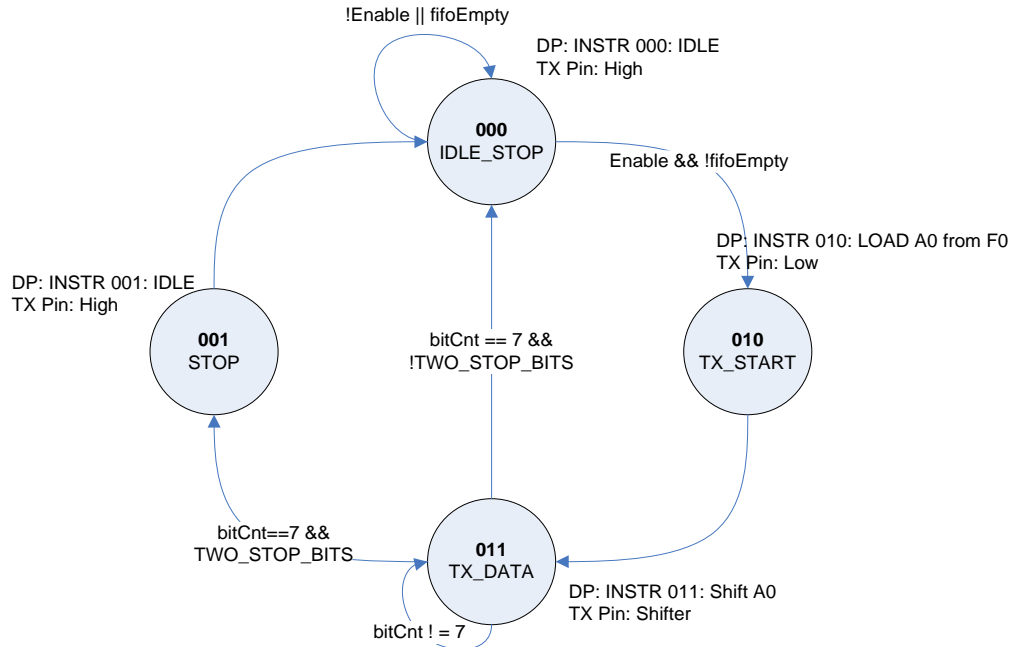 !Enable || fifoEmpty
DP: INSTR 000: IDLE
TX Pin: High
000
IDLE_STOP
Enable && !fifoEmpty
DP: INSTR 010: LOAD A0 from F0
TX Pin: Low
DP: INSTR 001: IDLE
TX Pin: High
001
STOP
bitCnt == 7 &&
!TWO_STOP_BITS
010
TX_START
bitCnt==7 &&
TWO_STOP_BITS
011
TX_DATA
DP: INSTR 011: Shift A0
TX Pin: Shifter
bitCnt ! = 7